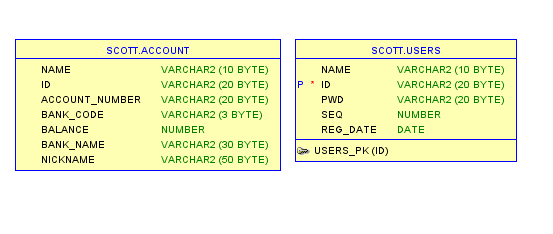 SCOTT.ACCOUNT
NAME VARCHAR2 (10 BYTE)
ID VARCHAR2 (20 BYTE)
ACCOUNT_NUMBER VARCHAR2 (20 BYTE)
BANK_CODE VARCHAR2 (3 BYTE)
BALANCE NUMBER
BANK_NAME VARCHAR2 (30 BYTE)
NICKNAME VARCHAR2 (50 BYTE)
SCOTT.USERS
NAME VARCHAR2 (10 BYTE)
P * ID VARCHAR2 (20 BYTE)
PWD VARCHAR2 (20 BYTE)
SEQ NUMBER
REG_DATE DATE
USERS_PK (ID)